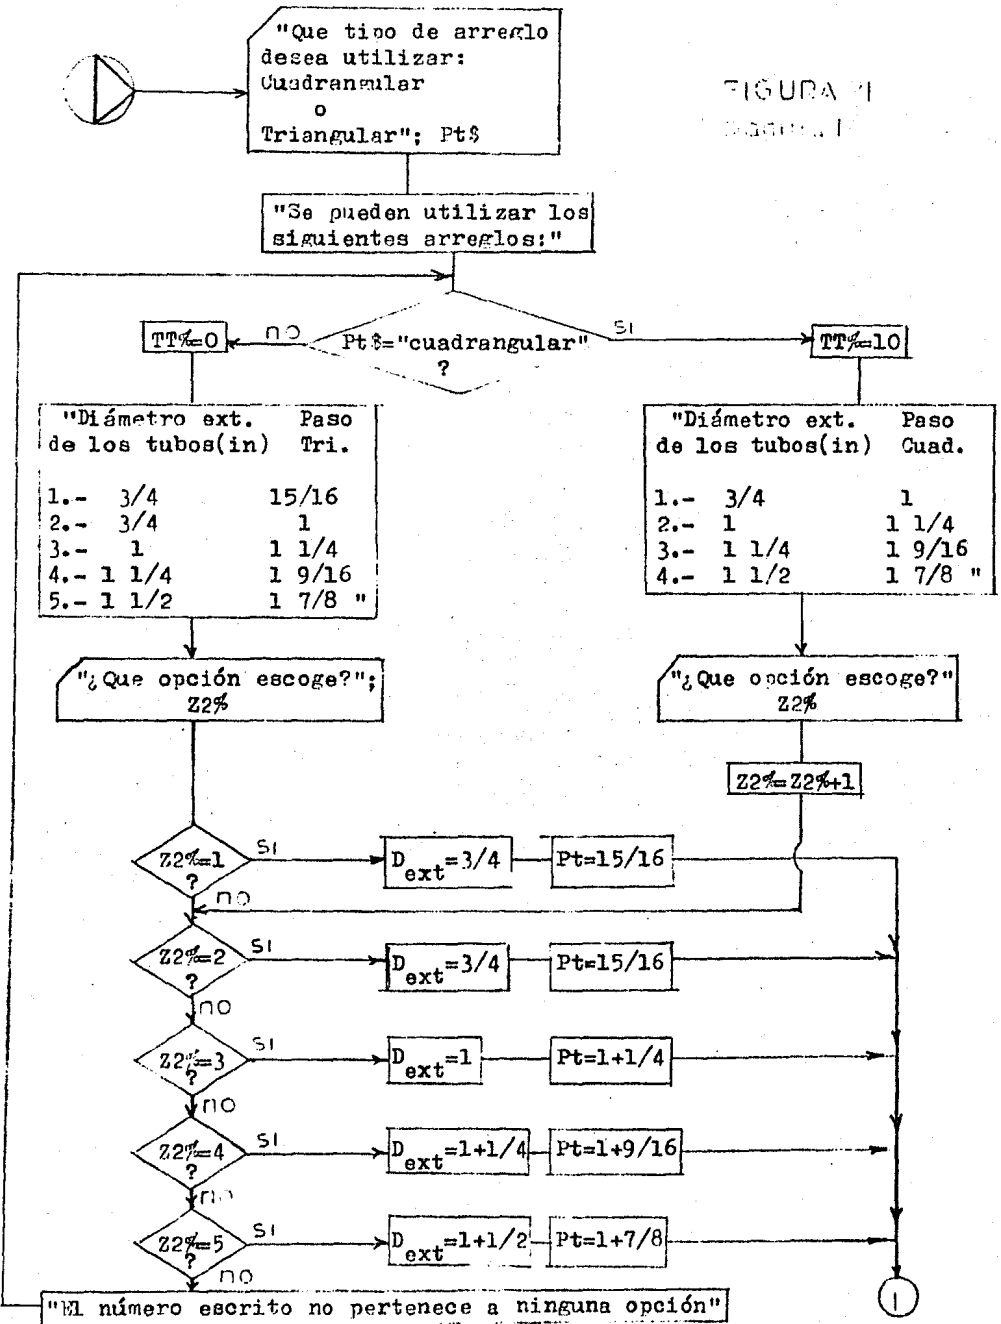 "Que tipo de arreglo
desea utilizar:
Cuadrangular
o
Triangular"; Pt$
FIGURA
"Se pueden utilizar los
siguientes arreglos:"
TT%=0
no
Pt$="cuadrangular"
?
SI
TT%=10
"Diámetro ext. Paso
de los tubos(in) Tri.
1.- 3/4 15/16
2.- 3/4 1
3.- 1 1 1/4
4.- 1 1/4 1 9/16
5.- 1 1/2 1 7/8 "
"Diámetro ext. Paso
de los tubos(in) Cuad.
1.- 3/4 1
2.- 1 1 1/4
3.- 1 1/4 1 9/16
4.- 1 1/2 1 7/8 "
"¿Que opción escoge?";
Z2%
"¿Que opción escoge?"
Z2%
Z2%=Z2%+1
Z2%=1
?
SI
D ext=3/4
Pt=15/16
no
Z2%=2
?
SI
D ext=3/4
Pt=15/16
no
Z2%=3
?
SI
D ext=1
Pt=1+1/4
no
Z2%=4
?
SI
D ext=1+1/4
Pt=1+9/16
no
Z2%=5
?
SI
D ext=1+1/2
Pt=1+7/8
no
"El número escrito no pertenece a ninguna opción"
1